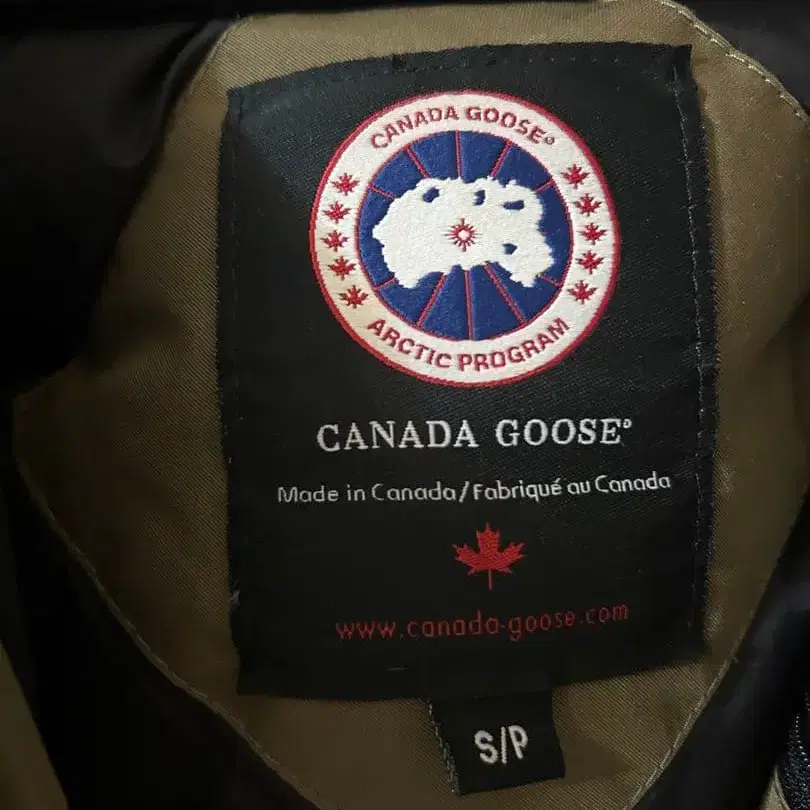 CANADA GOOSE®
ARCTIC PROGRAM
CANADA GOOSE®
Made in Canada/Fabriqué au Canada
www.canada-goose.com
S/P